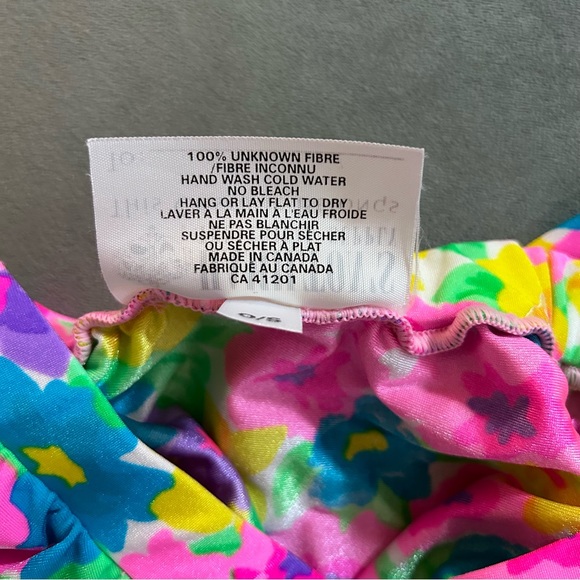 100% UNKNOWN FIBRE
/FIBRE INCONNU
HAND WASH COLD WATER
NO BLEACH
HANG OR LAY FLAT TO DRY
LAVER À LA MAIN À L'EAU FROIDE
NE PAS BLANCHIR
SUSPENDRE POUR SÉCHER
OU SÉCHER À PLAT
MADE IN CANADA
FABRIQUÉ AU CANADA
CA 41201
O/S